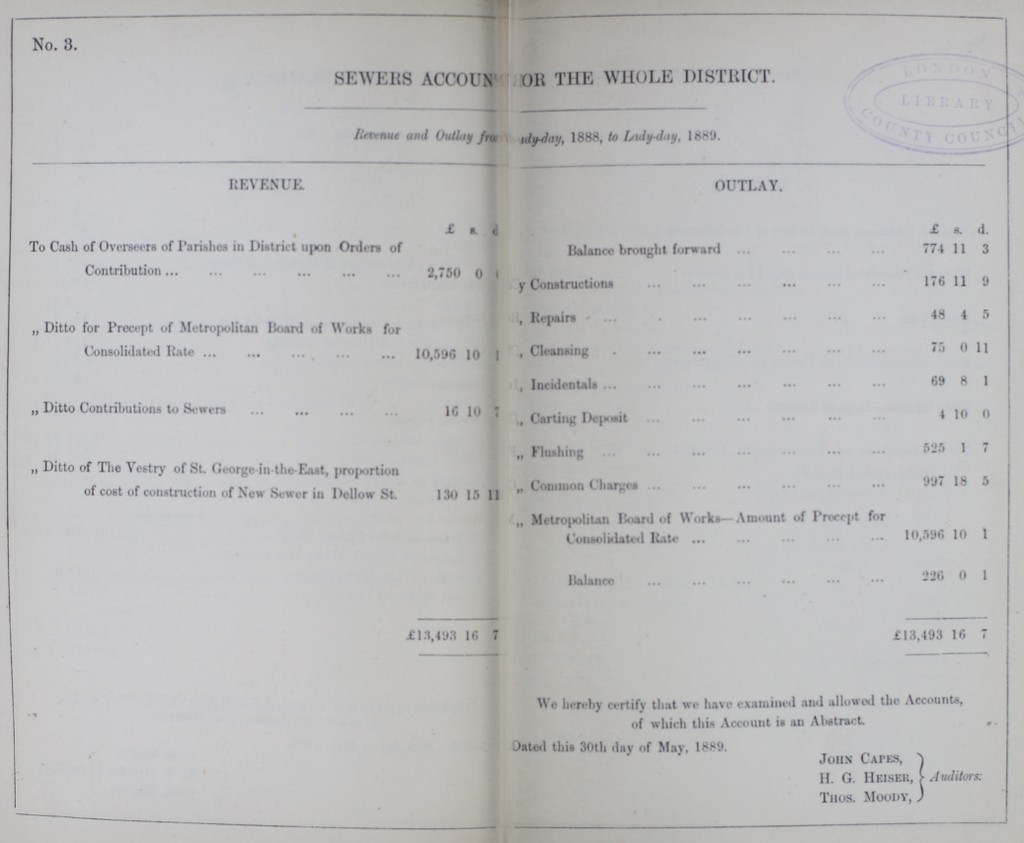 No. 3.
SEWERS ACCOUN OR THE WHOLE DISTRICT.
LONDON
LIBRARY
COUNTY COUNCIL
Revenue and Outlay fro ady-day, 1888, to Lady-day, 1889.
REVENUE.
£ s. d
To Cash of Overseers of Parishes in District upon Orders of
Contribution ... ... ... ... ... ... 2,750 0
„ Ditto for Precept of Metropolitan Board of Works for
Consolidated Rate ... ... ... ... ... 10,596 10 1
„ Ditto Contributions to Sewers ... ... ... ... 16 10 7
„ Ditto of The Vestry of St. George-in-the-East, proportion
of cost of construction of New Sewer in Dellow St. 130 15 11
£13,493 16 7
OUTLAY.
£ s. d.
Balance brought forward ... ... ... ... 774 11 3
y Constructions ... ... ... ... ... ... 176 11 9
, Repairs ... . ... ... ... ... ... 48 4 5
, Cleansing . ... ... ... ... ... ... 75 0 11
, Incidentals ... ... ... ... ... ... ... 69 8 1
„ Carting Deposit ... ... ... ... ... ... 4 10 0
„ Flushing ... ... ... ... ... ... ... 525 1 7
„ Common Charges ... ... ... ... ... ... 997 18 5
„ Metropolitan Board of Works—Amount of Precept for
Consolidated Rate ... ... ... ... ... 10,596 10 1
Balance ... ... ... ... ... ... 226 0 1
£13,493 16 7
We hereby certify that we have examined and allowed the Accounts,
of which this Account is an Abstract.
Dated this 30th day of May, 1889.
JOHN CAPES,
H. G. HEISER, } Auditors.
THOS. MOODY,